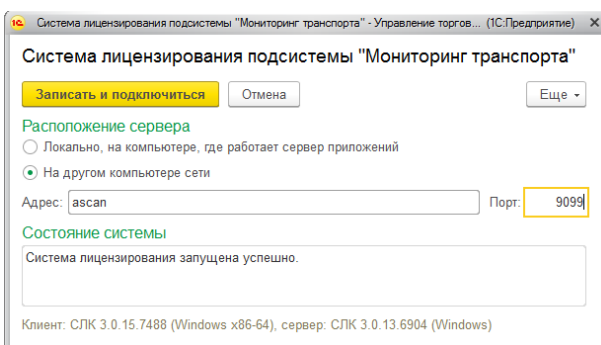 1С Система лицензирования подсистемы "Мониторинг транспорта" - Управление торгов... (1С:Предприятие) ×
Система лицензирования подсистемы "Мониторинг транспорта"
Записать и подключиться Отмена Еще
Расположение сервера
Локально, на компьютере, где работает сервер приложений
На другом компьютере сети
Адрес: ascan Порт: 9099
Состояние системы
Система лицензирования запущена успешно.
Клиент: СЛК 3.0.15.7488 (Windows x86-64), сервер: СЛК 3.0.13.6904 (Windows)